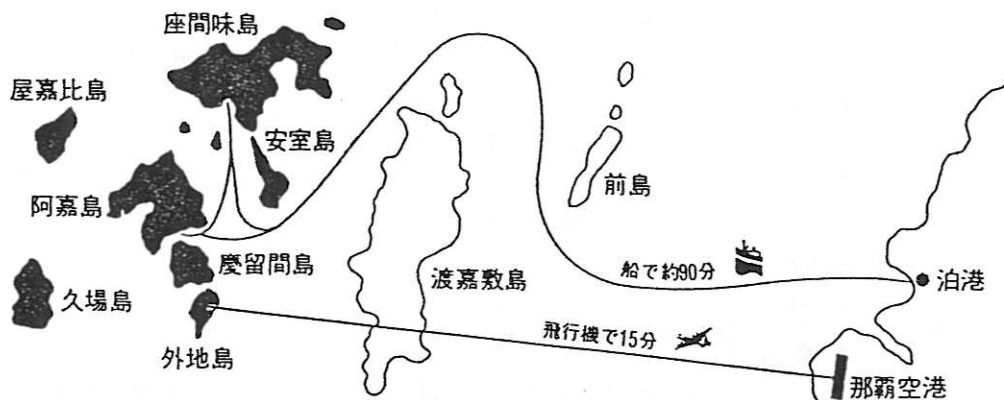 座間味島
屋嘉比島
安室島
阿嘉島
前島
慶留間島
渡嘉敷島
船で約90分
泊港
久場島
外地島
飛行機で15分
那覇空港